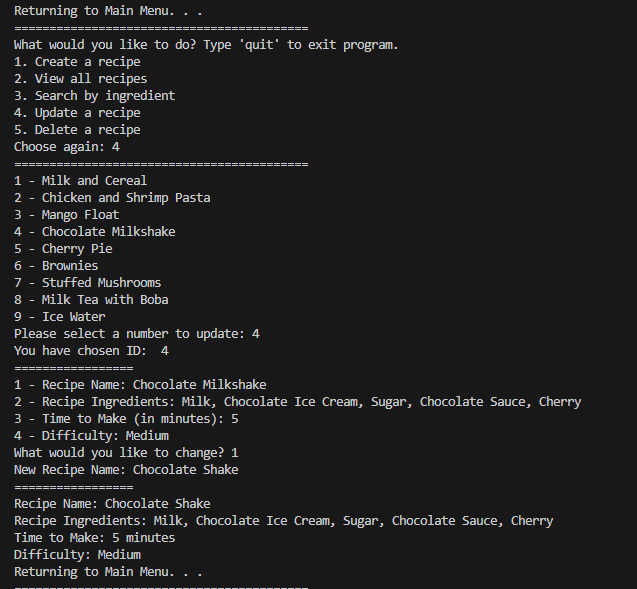 Returning to Main Menu. . .
==========================================
What would you like to do? Type 'quit' to exit program.
1. Create a recipe
2. View all recipes
3. Search by ingredient
4. Update a recipe
5. Delete a recipe
Choose again: 4
==========================================
1 - Milk and Cereal
2 - Chicken and Shrimp Pasta
3 - Mango Float
4 - Chocolate Milkshake
5 - Cherry Pie
6 - Brownies
7 - Stuffed Mushrooms
8 - Milk Tea with Boba
9 - Ice Water
Please select a number to update: 4
You have chosen ID:  4
=================
1 - Recipe Name: Chocolate Milkshake
2 - Recipe Ingredients: Milk, Chocolate Ice Cream, Sugar, Chocolate Sauce, Cherry
3 - Time to Make (in minutes): 5
4 - Difficulty: Medium
What would you like to change? 1
New Recipe Name: Chocolate Shake
=================
Recipe Name: Chocolate Shake
Recipe Ingredients: Milk, Chocolate Ice Cream, Sugar, Chocolate Sauce, Cherry
Time to Make: 5 minutes
Difficulty: Medium
Returning to Main Menu. . .
==========================================